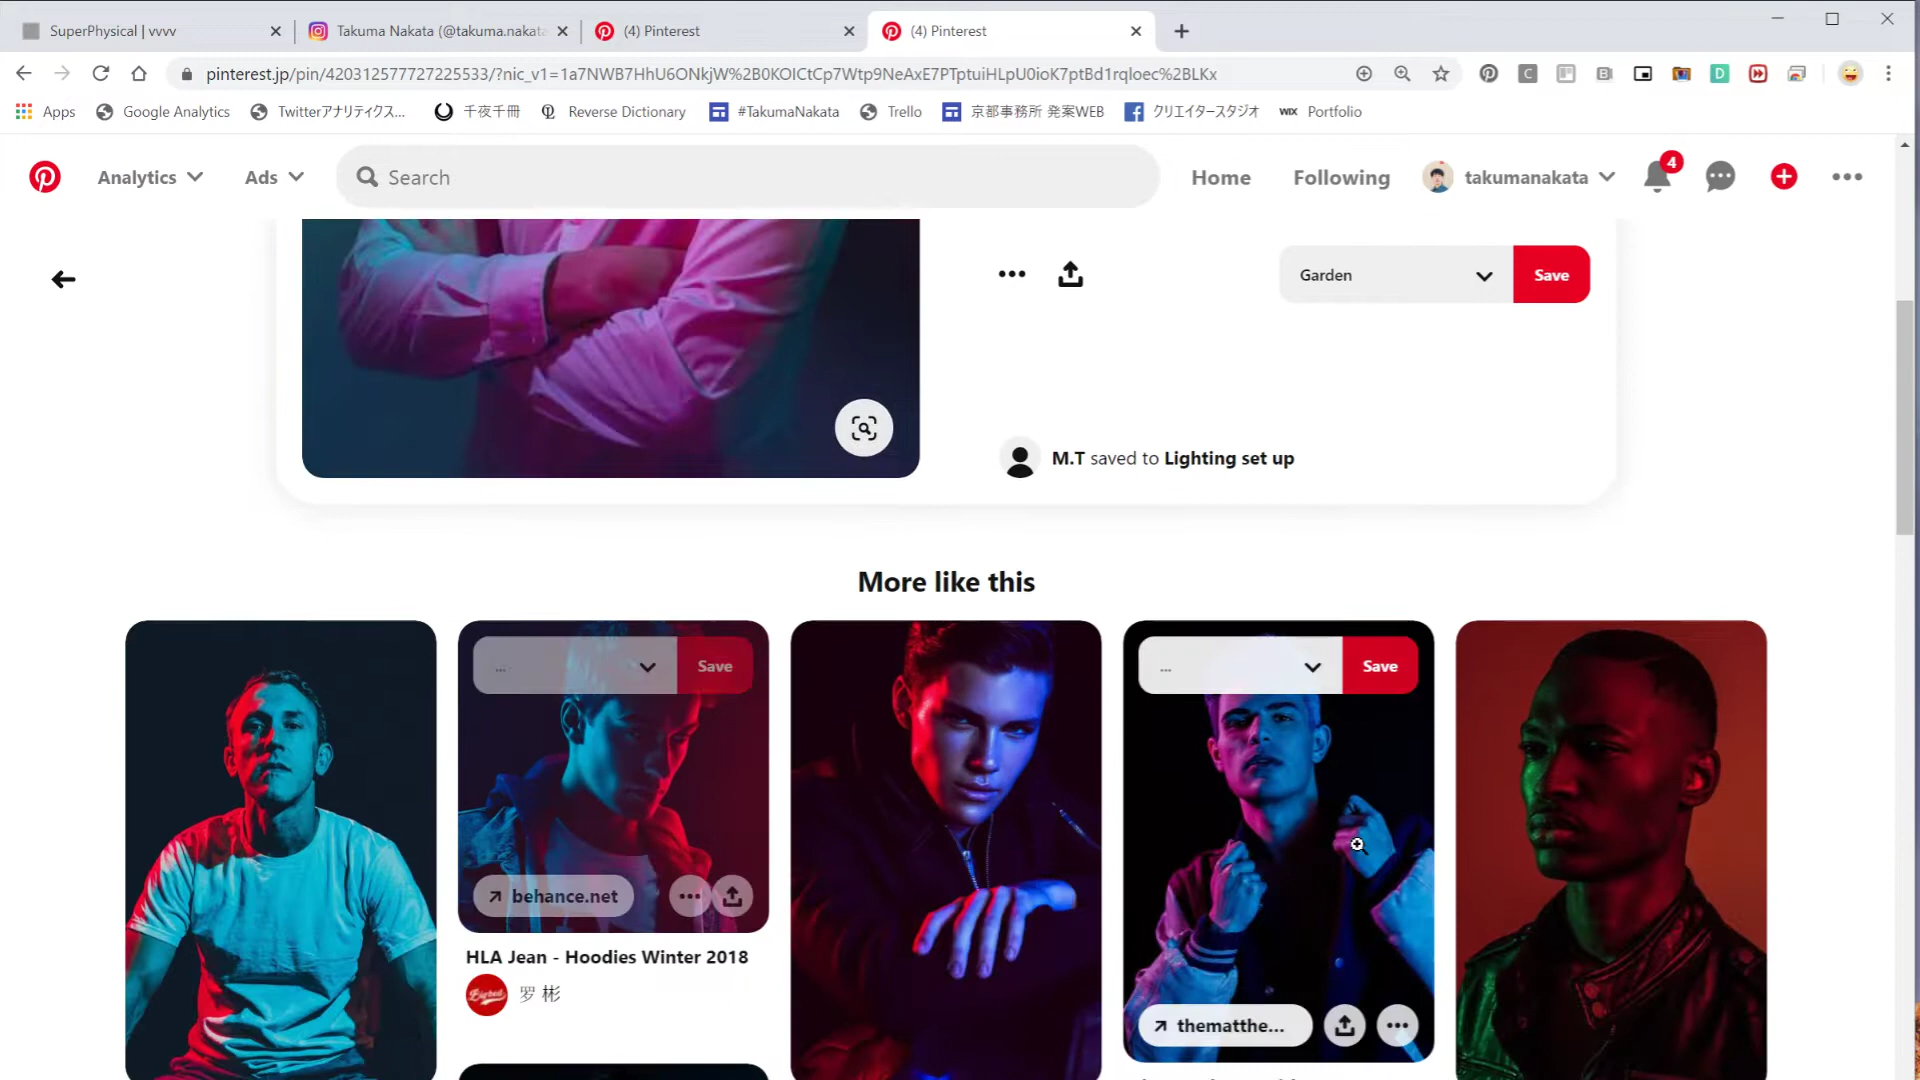 SuperPhysical | vvvv
Takuma Nakata (@takuma.nakata
(4) Pinterest
(4) Pinterest
pinterest.jp/pin/420312577727225533/?nic_v1=1a7NWB7HhU6ONkjW%2B0KOICtCp7Wtp9NeAxE7PTptuiHLpU0ioK7ptBd1rqloec%2BLKx
Apps
Google Analytics
Twitterアナリティクス...
千夜千冊
Reverse Dictionary
#TakumaNakata
Trello
京都事務所 発案WEB
クリエイタースタジオ
WIX Portfolio
Analytics
Ads
Search
Home
Following
takumanakata
4
Garden
Save
M.T saved to Lighting set up
More like this
...
Save
...
Save
behance.net
HLA Jean - Hoodies Winter 2018
罗 彬
thematthe...